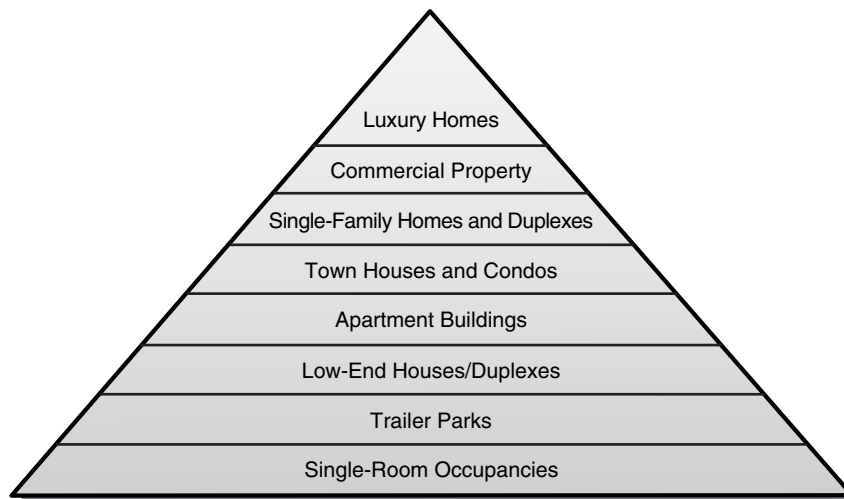 Luxury Homes
Commercial Property
Single-Family Homes and Duplexes
Town Houses and Condos
Apartment Buildings
Low-End Houses/Duplexes
Trailer Parks
Single-Room Occupancies